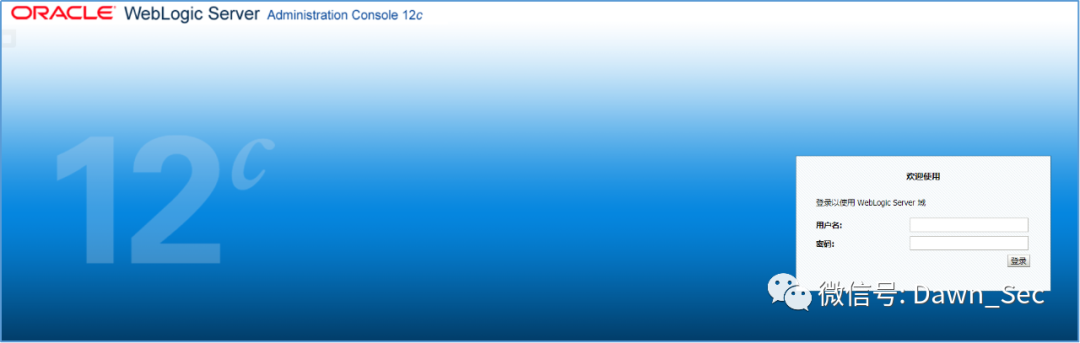 ORACLE® WebLogic Server Administration Console 12c
12c
欢迎使用
登录以使用 WebLogic Server 域
用户名:
密码:
登录
微信号: Dawn_Sec